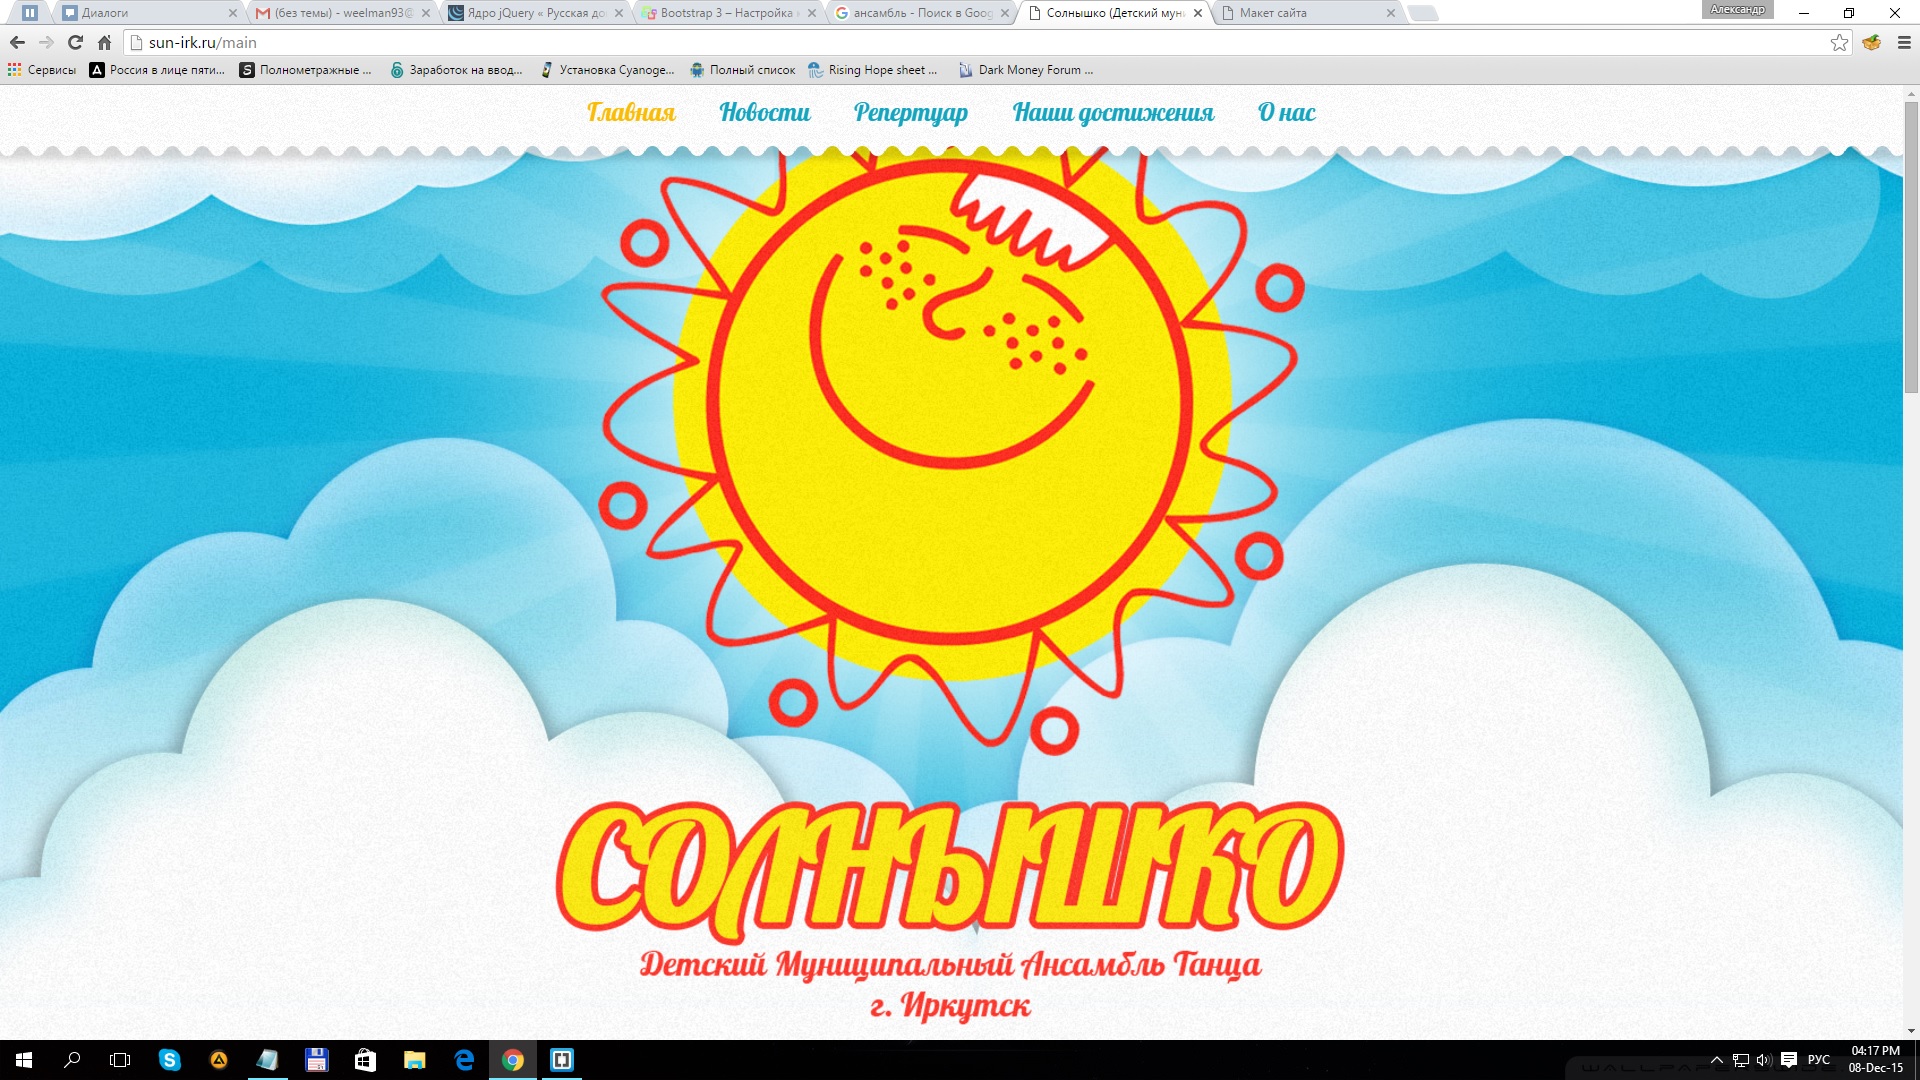 Диалоги
(без темы) - weelman93@
Ядро jQuery « Русская до
Bootstrap 3 – Настройка
ансамбль - Поиск в Goog
Солнышко (Детский мун
Макет сайта
Александр
sun-irk.ru/main
Сервисы
Россия в лице пяти...
Полнометражные ...
Заработок на ввод...
Установка Cyanoge...
Полный список
Rising Hope sheet ...
Dark Money Forum ...
Главная Новости Репертуар Наши достижения О нас
СОЛНЫШКО
Детский Муниципальный Ансамбль Танца
г. Иркутск
РУС
04:17 PM
08-Dec-15